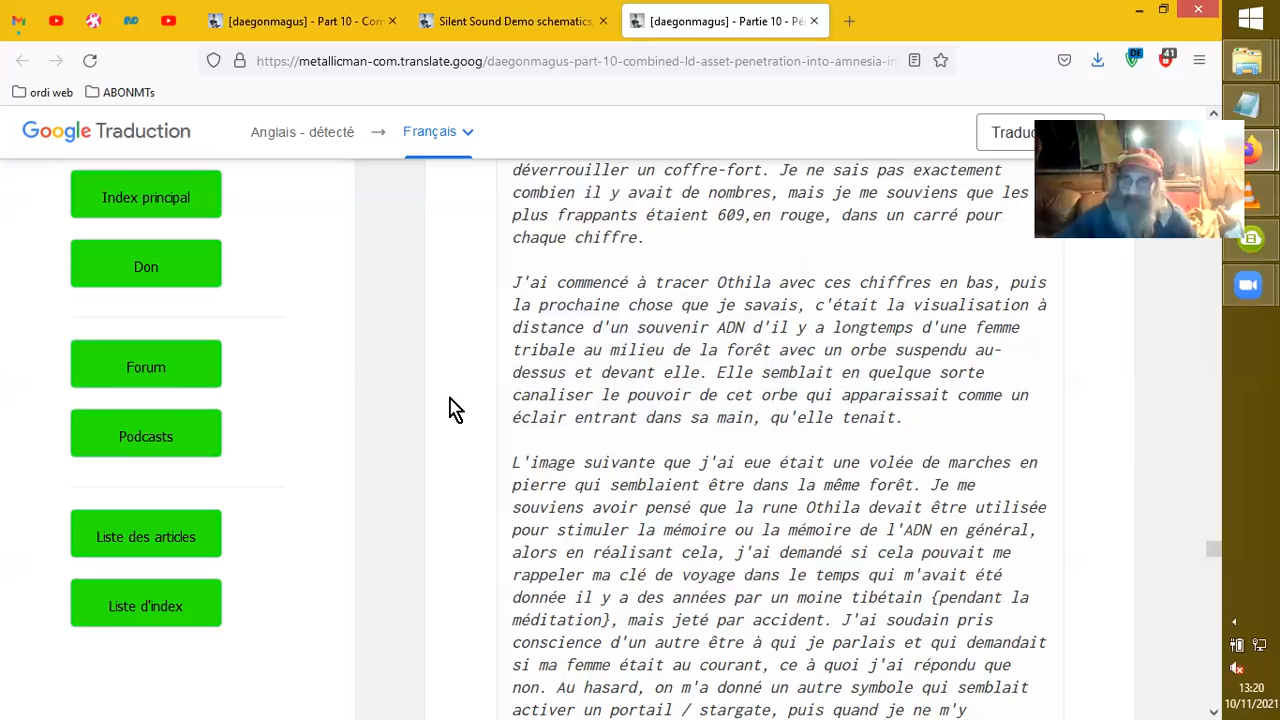 [daegonmagus] - Part 10 - Con
Silent Sound Demo schematics,
[daegonmagus] - Partie 10 - Pé
https://metallicman-com.translate.goog/daegonmagus-part-10-combined-ld-asset-penetration-into-amnesia-in
DE
41
ordi web
ABONMTs
Google Traduction
Anglais - détecté
Français
Traduc
Index principal
Don
Forum
Podcasts
Liste des articles
Liste d'index
déverrouiller un coffre-fort. Je ne sais pas exactement
combien il y avait de nombres, mais je me souviens que les
plus frappants étaient 609,en rouge, dans un carré pour
chaque chiffre.
J'ai commencé à tracer Othila avec ces chiffres en bas, puis
la prochaine chose que je savais, c'était la visualisation à
distance d'un souvenir ADN d'il y a longtemps d'une femme
tribale au milieu de la forêt avec un orbe suspendu au-
dessus et devant elle. Elle semblait en quelque sorte
canaliser le pouvoir de cet orbe qui apparaissait comme un
éclair entrant dans sa main, qu'elle tenait.
L'image suivante que j'ai eue était une volée de marches en
pierre qui semblaient être dans la même forêt. Je me
souviens avoir pensé que la rune Othila devait être utilisée
pour stimuler la mémoire ou la mémoire de l'ADN en général,
alors en réalisant cela, j'ai demandé si cela pouvait me
rappeler ma clé de voyage dans le temps qui m'avait été
donnée il y a des années par un moine tibétain {pendant la
méditation}, mais jeté par accident. J'ai soudain pris
conscience d'un autre être à qui je parlais et qui demandait
si ma femme était au courant, ce à quoi j'ai répondu que
non. Au hasard, on m'a donné un autre symbole qui semblait
activer un portail / stargate, puis quand je ne m'y
13:20
10/11/2021